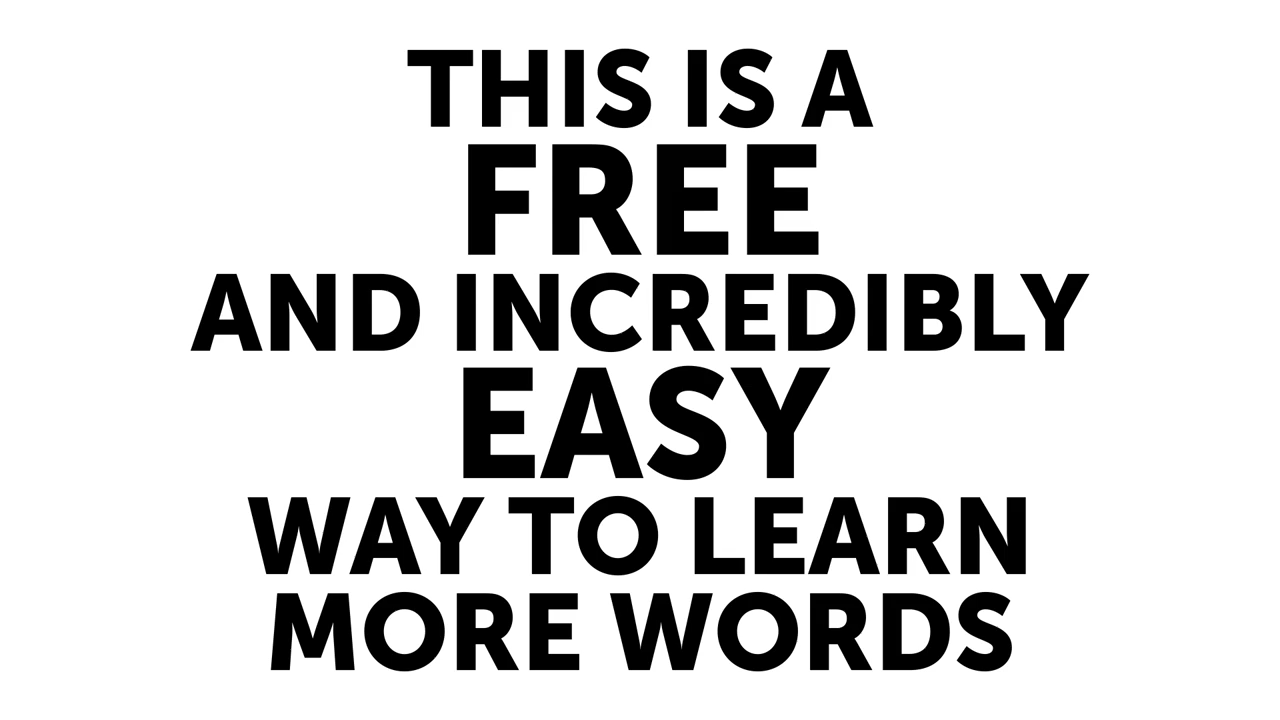 THIS IS A
FREE
AND INCREDIBLY
EASY
WAY TO LEARN
MORE WORDS